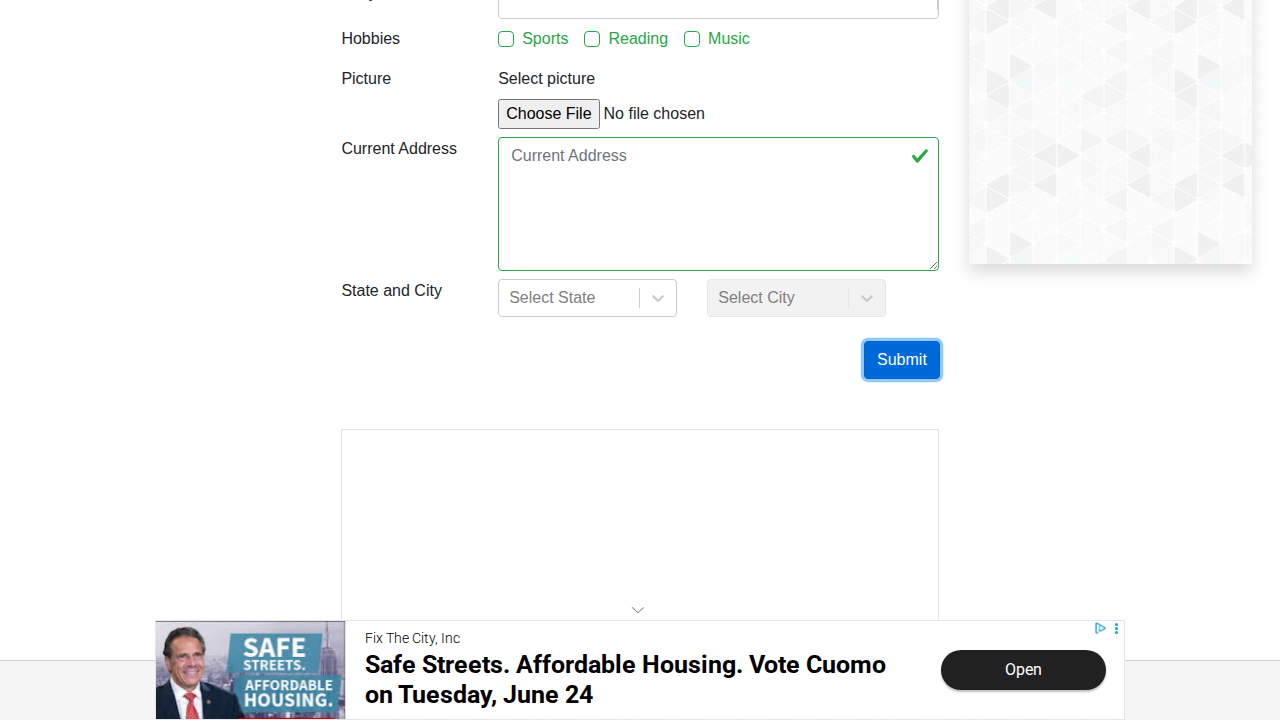 Hobbies Sports Reading Music
Picture Select picture
Choose File No file chosen
Current Address Current Address
State and City Select State Select City
Submit
Fix The City, Inc
Safe Streets. Affordable Housing. Vote Cuomo
on Tuesday, June 24
Open
SAFE
STREETS.
AFFORDABLE
HOUSING.